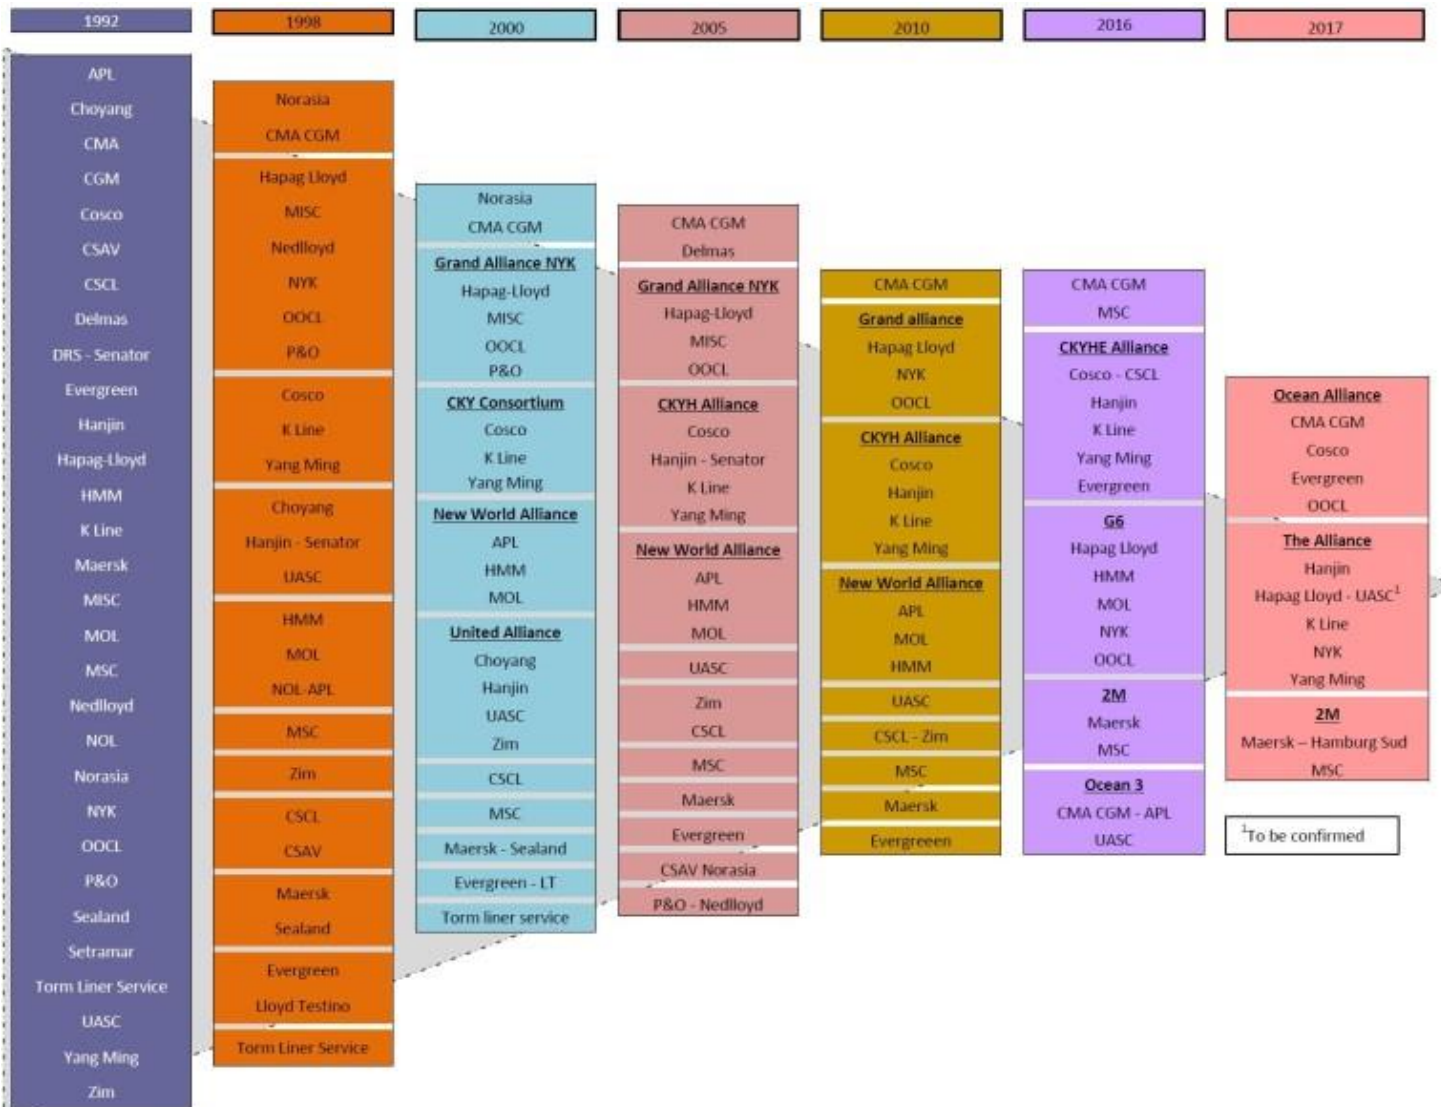 1992
APL
Choyang
CMA
CGM
Cosco
CSAV
CSCL
Delmas
DRS - Senator
Evergreen
Hanjin
Hapag-Lloyd
HMM
K Line
Maersk
MISC
MOL
MSC
Nedlloyd
NOL
Norasia
NYK
OOCL
P&O
Sealand
Setramar
Torm Liner Service
UASC
Yang Ming
Zim
1998
Norasia
CMA CGM
Hapag Lloyd
MISC
Nedlloyd
NYK
OOCL
P&O
Cosco
K Line
Yang Ming
Choyang
Hanjin - Senator
UASC
HMM
MOL
NOL-APL
MSC
Zim
CSCL
CSAV
Maersk
Sealand
Evergreen
Lloyd Testino
Torm Liner Service
2000
Norasia
CMA CGM
Grand Alliance NYK
Hapag-Lloyd
MISC
OOCL
P&O
CKY Consortium
Cosco
K Line
Yang Ming
New World Alliance
APL
HMM
MOL
United Alliance
Choyang
Hanjin
UASC
Zim
CSCL
MSC
Maersk - Sealand
Evergreen - LT
Torm liner service
2005
CMA CGM
Delmas
Grand Alliance NYK
Hapag-Lloyd
MISC
OOCL
CKYH Alliance
Cosco
Hanjin - Senator
K Line
Yang Ming
New World Alliance
APL
HMM
MOL
UASC
Zim
CSCL
MSC
Maersk
Evergreen
CSAV Norasia
P&O - Nedlloyd
2010
CMA CGM
Grand alliance
Hapag Lloyd
NYK
OOCL
CKYH Alliance
Cosco
Hanjin
K Line
Yang Ming
New World Alliance
APL
MOL
HMM
UASC
CSCL - Zim
MSC
Maersk
Evergreeen
2016
CMA CGM
MSC
CKYHE Alliance
Cosco - CSCL
Hanjin
K Line
Yang Ming
Evergreen
G6
Hapag Lloyd
HMM
MOL
NYK
OOCL
2M
Maersk
MSC
Ocean 3
CMA CGM - APL
UASC
2017
Ocean Alliance
CMA CGM
Cosco
Evergreen
OOCL
The Alliance
Hanjin
Hapag Lloyd - UASC¹
K Line
NYK
Yang Ming
2M
Maersk – Hamburg Sud
MSC
¹To be confirmed